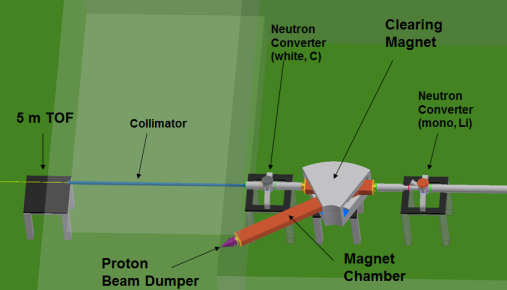 Neutron
Converter
(white, C)
Clearing
Magnet
Neutron
Converter
(mono, Li)
5 m TOF
Collimator
Proton
Beam Dumper
Magnet
Chamber